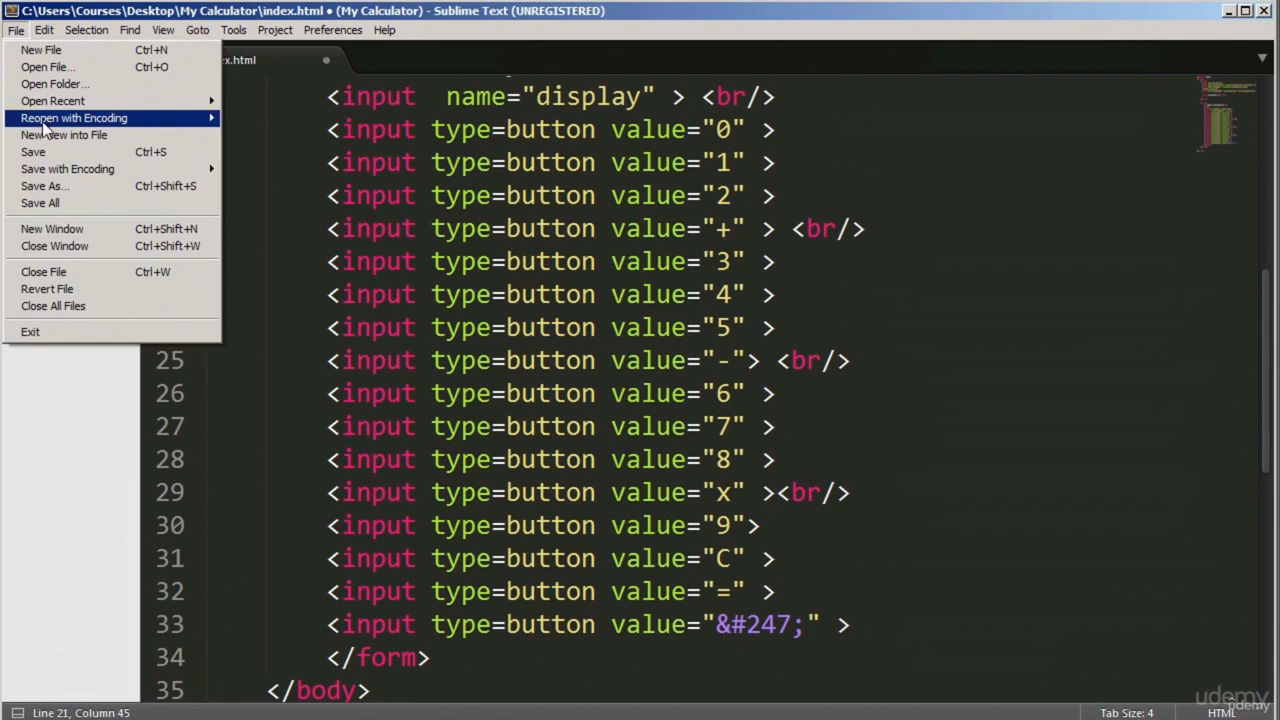 C:\Users\Courses\Desktop\My Calculator\index.html • (My Calculator) - Sublime Text (UNREGISTERED)
File Edit Selection Find View Goto Tools Project Preferences Help
x.html
New File Ctrl+N
Open File... Ctrl+O
Open Folder...
Open Recent
Reopen with Encoding
New View into File
Save Ctrl+S
Save with Encoding
Save As... Ctrl+Shift+S
Save All
New Window Ctrl+Shift+N
Close Window Ctrl+Shift+W
Close File Ctrl+W
Revert File
Close All Files
Exit
<input  name="display" > <br/>
<input type=button value="0" >
<input type=button value="1" >
<input type=button value="2" >
<input type=button value="+" > <br/>
<input type=button value="3" >
<input type=button value="4" >
<input type=button value="5" >
25 <input type=button value="-"> <br/>
26 <input type=button value="6" >
27 <input type=button value="7" >
28 <input type=button value="8" >
29 <input type=button value="x" ><br/>
30 <input type=button value="9">
31 <input type=button value="C" >
32 <input type=button value="=" >
33 <input type=button value="&#247;" >
34 </form>
35 </body>
Line 21, Column 45
Tab Size: 4
HTML
udemy
udemy